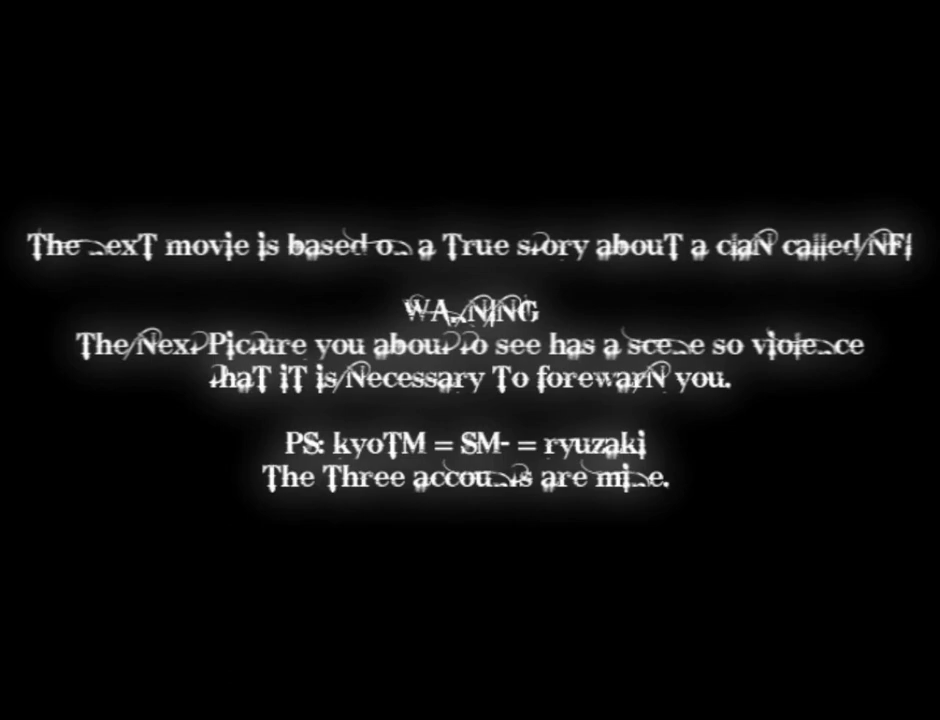 The nexT movie is based on a True story abouT a claN called NF!
WARNING
The Next Picture you about to see has a scene so violence
thaT iT is Necessary To forewarN you.
PS: kyoTM = SM- = ryuzaki
The Three accounts are mine.